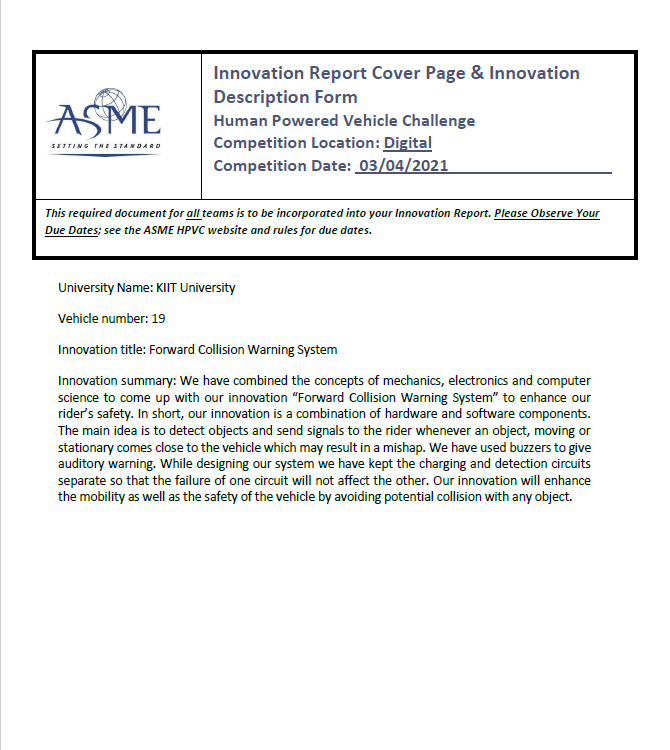 ASME
SETTING THE STANDARD
Innovation Report Cover Page & Innovation
Description Form
Human Powered Vehicle Challenge
Competition Location: Digital
Competition Date: 03/04/2021
This required document for all teams is to be incorporated into your Innovation Report. Please Observe Your
Due Dates; see the ASME HPVC website and rules for due dates.
University Name: KIIT University
Vehicle number: 19
Innovation title: Forward Collision Warning System
Innovation summary: We have combined the concepts of mechanics, electronics and computer
science to come up with our innovation “Forward Collision Warning System” to enhance our
rider’s safety. In short, our innovation is a combination of hardware and software components.
The main idea is to detect objects and send signals to the rider whenever an object, moving or
stationary comes close to the vehicle which may result in a mishap. We have used buzzers to give
auditory warning. While designing our system we have kept the charging and detection circuits
separate so that the failure of one circuit will not affect the other. Our innovation will enhance
the mobility as well as the safety of the vehicle by avoiding potential collision with any object.